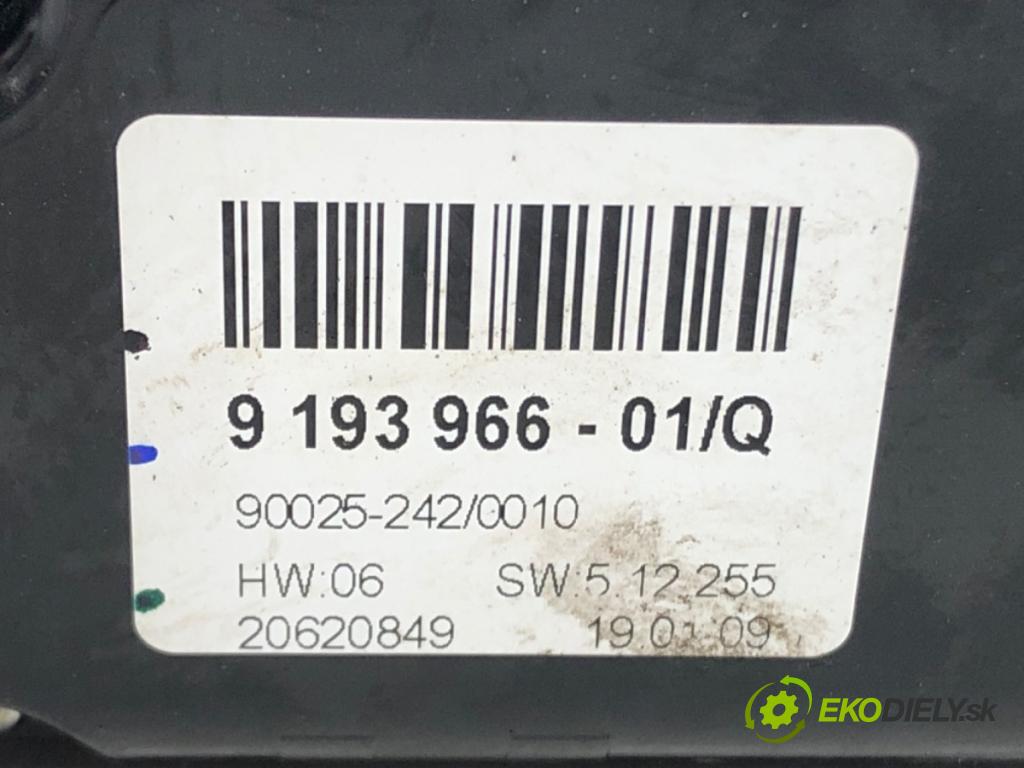 9 193 966 - 01/Q
90025-242/0010
HW:06 SW:5.12.255
20620849 19.01.09
EKODIELY.sk